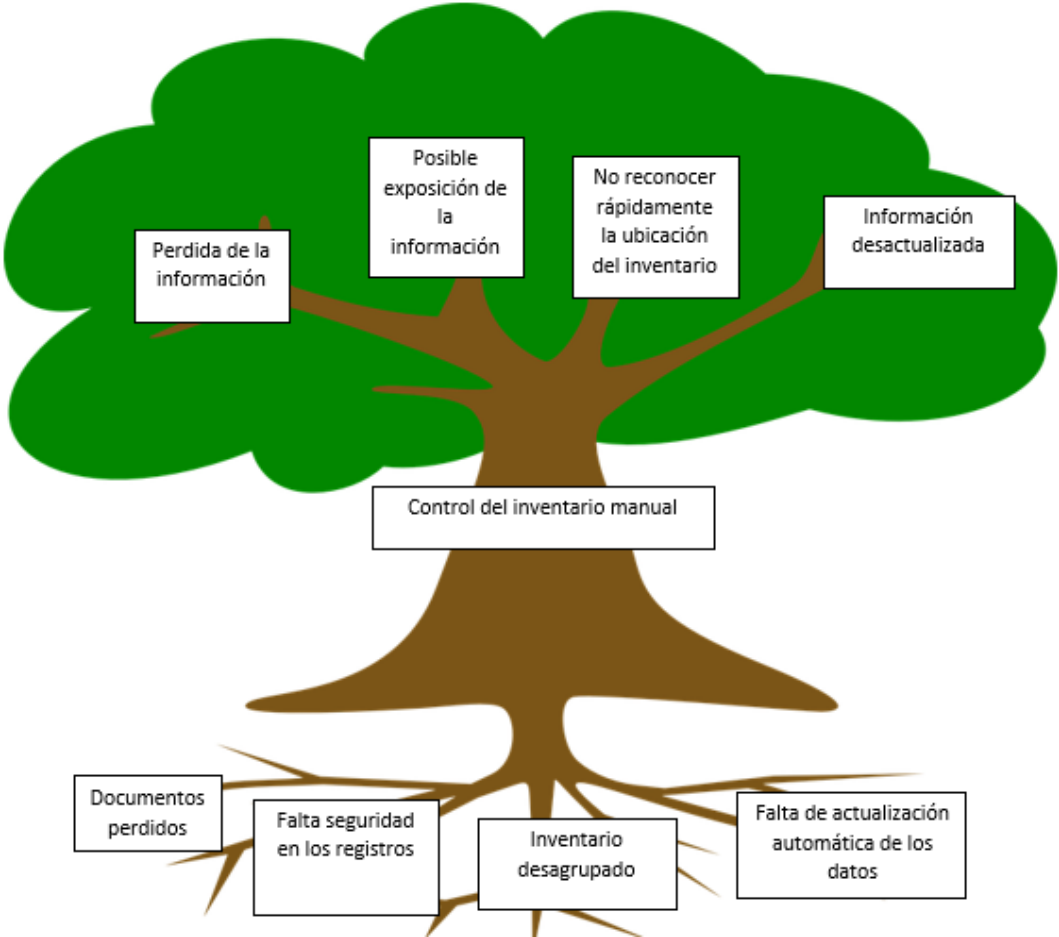 Posible
exposición de
la
información
No reconocer
rápidamente
la ubicación
del inventario
Información
desactualizada
Perdida de la
información
Control del inventario manual
Documentos
perdidos
Falta seguridad
en los registros
Inventario
desagrupado
Falta de actualización
automática de los
datos